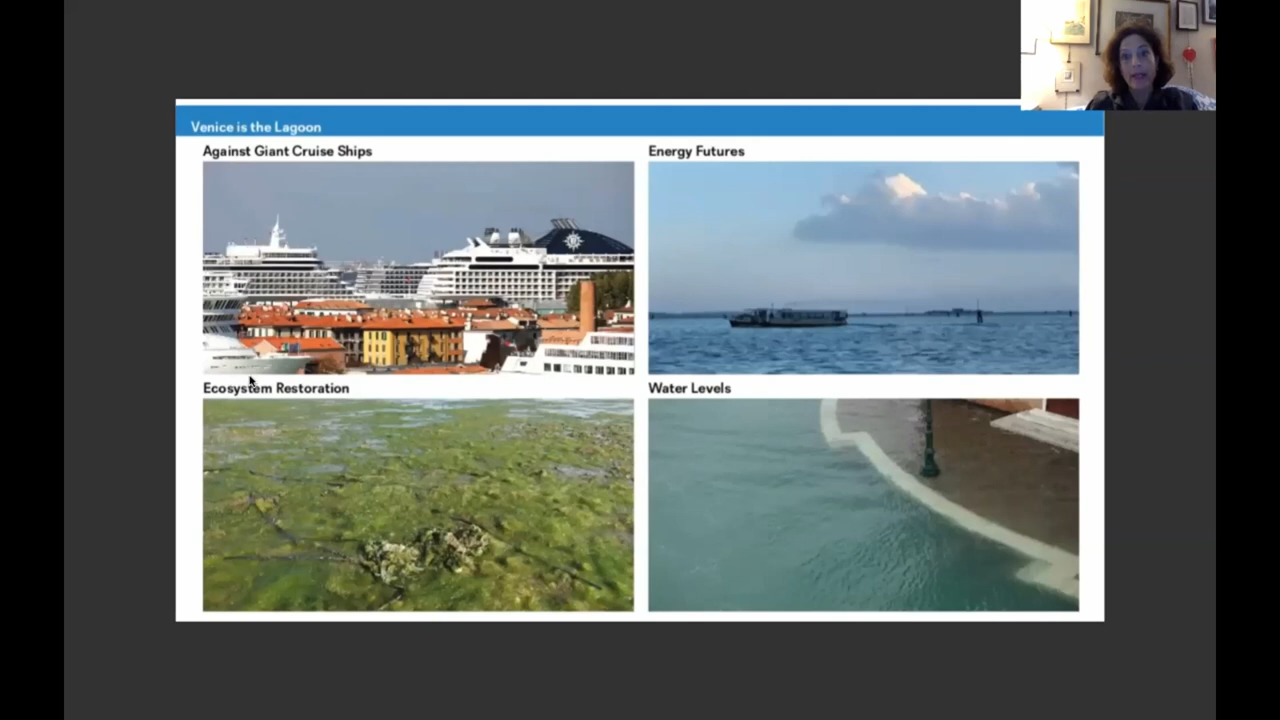 Venice is the Lagoon
Against Giant Cruise Ships
Energy Futures
Ecosystem Restoration
Water Levels